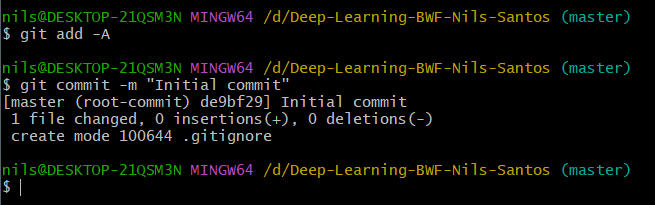 nils@DESKTOP-21QSM3N MINGW64 /d/Deep-Learning-BWF-Nils-Santos (master)
$ git add -A
nils@DESKTOP-21QSM3N MINGW64 /d/Deep-Learning-BWF-Nils-Santos (master)
$ git commit -m "Initial commit"
[master (root-commit) de9bf29] Initial commit
 1 file changed, 0 insertions(+), 0 deletions(-)
 create mode 100644 .gitignore
nils@DESKTOP-21QSM3N MINGW64 /d/Deep-Learning-BWF-Nils-Santos (master)
$